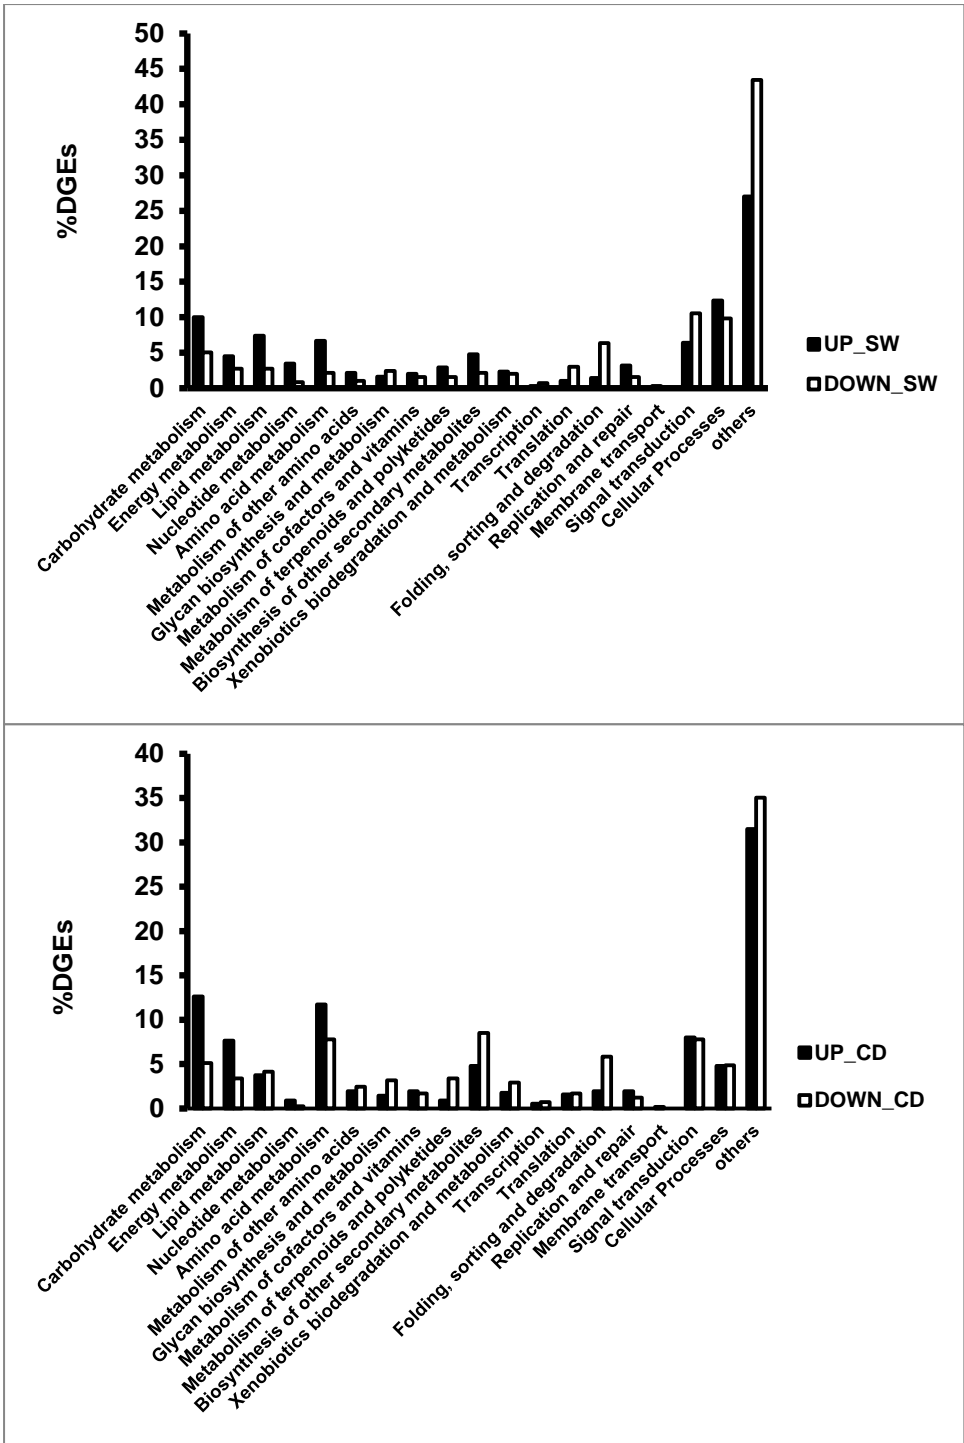 50
45
40
35
30
25
20
15
10
5
0
%DGEs
UP_SW
DOWN_SW
Carbohydrate metabolism
Energy metabolism
Lipid metabolism
Nucleotide metabolism
Amino acid metabolism
Metabolism of other amino acids
Glycan biosynthesis and metabolism
Metabolism of cofactors and vitamins
Metabolism of terpenoids and polyketides
Biosynthesis of other secondary metabolites
Xenobiotics biodegradation and metabolism
Transcription
Translation
Folding, sorting and degradation
Replication and repair
Membrane transport
Signal transduction
Cellular Processes
others
40
35
30
25
20
15
10
5
0
%DGEs
UP_CD
DOWN_CD
Carbohydrate metabolism
Energy metabolism
Lipid metabolism
Nucleotide metabolism
Amino acid metabolism
Metabolism of other amino acids
Glycan biosynthesis and metabolism
Metabolism of cofactors and vitamins
Metabolism of terpenoids and polyketides
Biosynthesis of other secondary metabolites
Xenobiotics biodegradation and metabolism
Transcription
Translation
Folding, sorting and degradation
Replication and repair
Membrane transport
Signal transduction
Cellular Processes
others